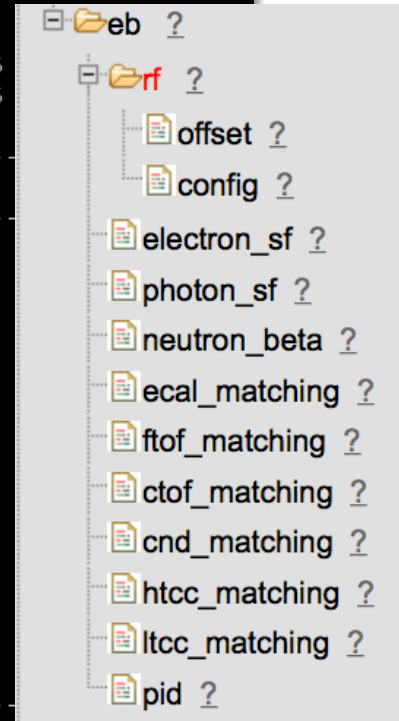 eb ?
rf ?
offset ?
config ?
electron_sf ?
photon_sf ?
neutron_beta ?
ecal_matching ?
ftof_matching ?
ctof_matching ?
cnd_matching ?
htcc_matching ?
ltcc_matching ?
pid ?